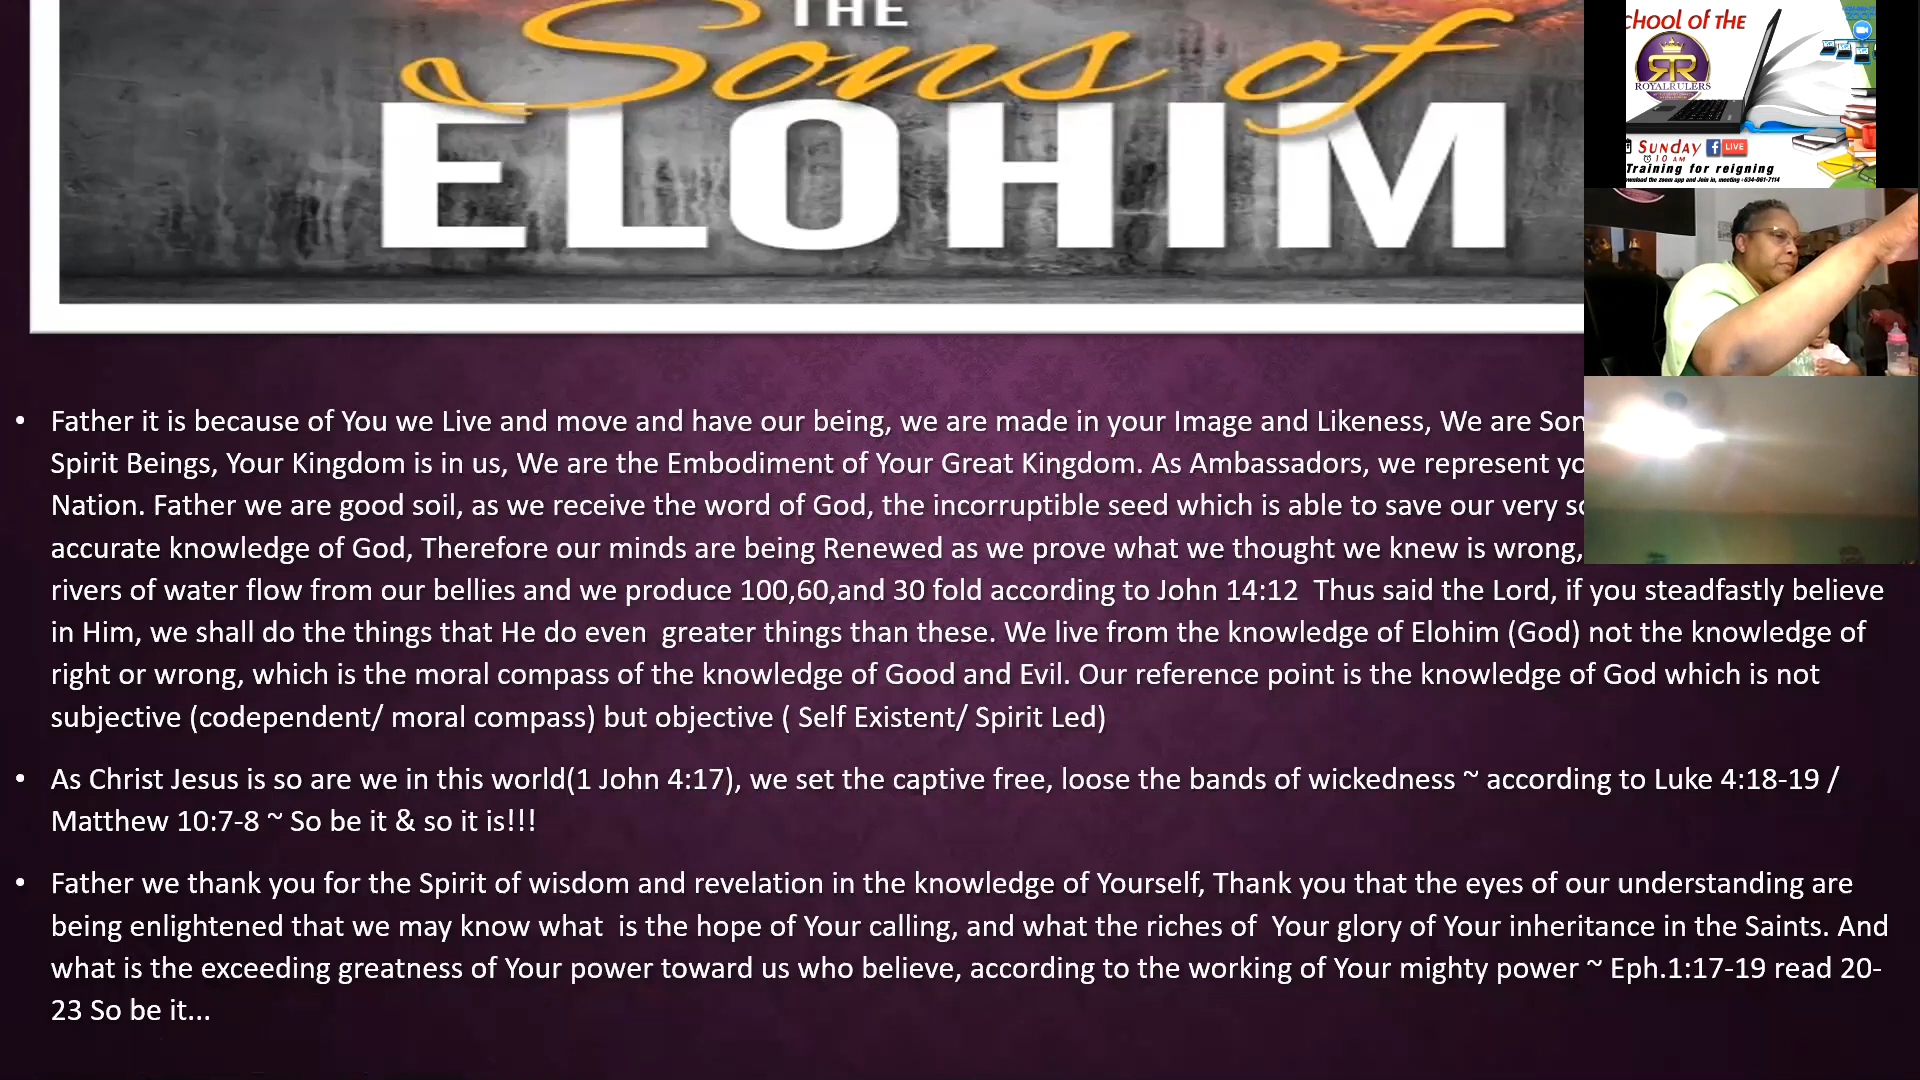 THE
Sons of
ELOHIM
• Father it is because of You we Live and move and have our being, we are made in your Image and Likeness, We are Son
Spirit Beings, Your Kingdom is in us, We are the Embodiment of Your Great Kingdom. As Ambassadors, we represent yo
Nation. Father we are good soil, as we receive the word of God, the incorruptible seed which is able to save our very so
accurate knowledge of God, Therefore our minds are being Renewed as we prove what we thought we knew is wrong,
rivers of water flow from our bellies and we produce 100,60,and 30 fold according to John 14:12  Thus said the Lord, if you steadfastly believe
in Him, we shall do the things that He do even  greater things than these. We live from the knowledge of Elohim (God) not the knowledge of
right or wrong, which is the moral compass of the knowledge of Good and Evil. Our reference point is the knowledge of God which is not
subjective (codependent/ moral compass) but objective ( Self Existent/ Spirit Led)
• As Christ Jesus is so are we in this world(1 John 4:17), we set the captive free, loose the bands of wickedness ~ according to Luke 4:18-19 /
Matthew 10:7-8 ~ So be it & so it is!!!
• Father we thank you for the Spirit of wisdom and revelation in the knowledge of Yourself, Thank you that the eyes of our understanding are
being enlightened that we may know what  is the hope of Your calling, and what the riches of  Your glory of Your inheritance in the Saints. And
what is the exceeding greatness of Your power toward us who believe, according to the working of Your mighty power ~ Eph.1:17-19 read 20-
23 So be it...
chool of the
RR
ROYALRULERS
Sunday f LIVE
10 AM
Training for reigning
ownload the zoom app and Join in, meeting